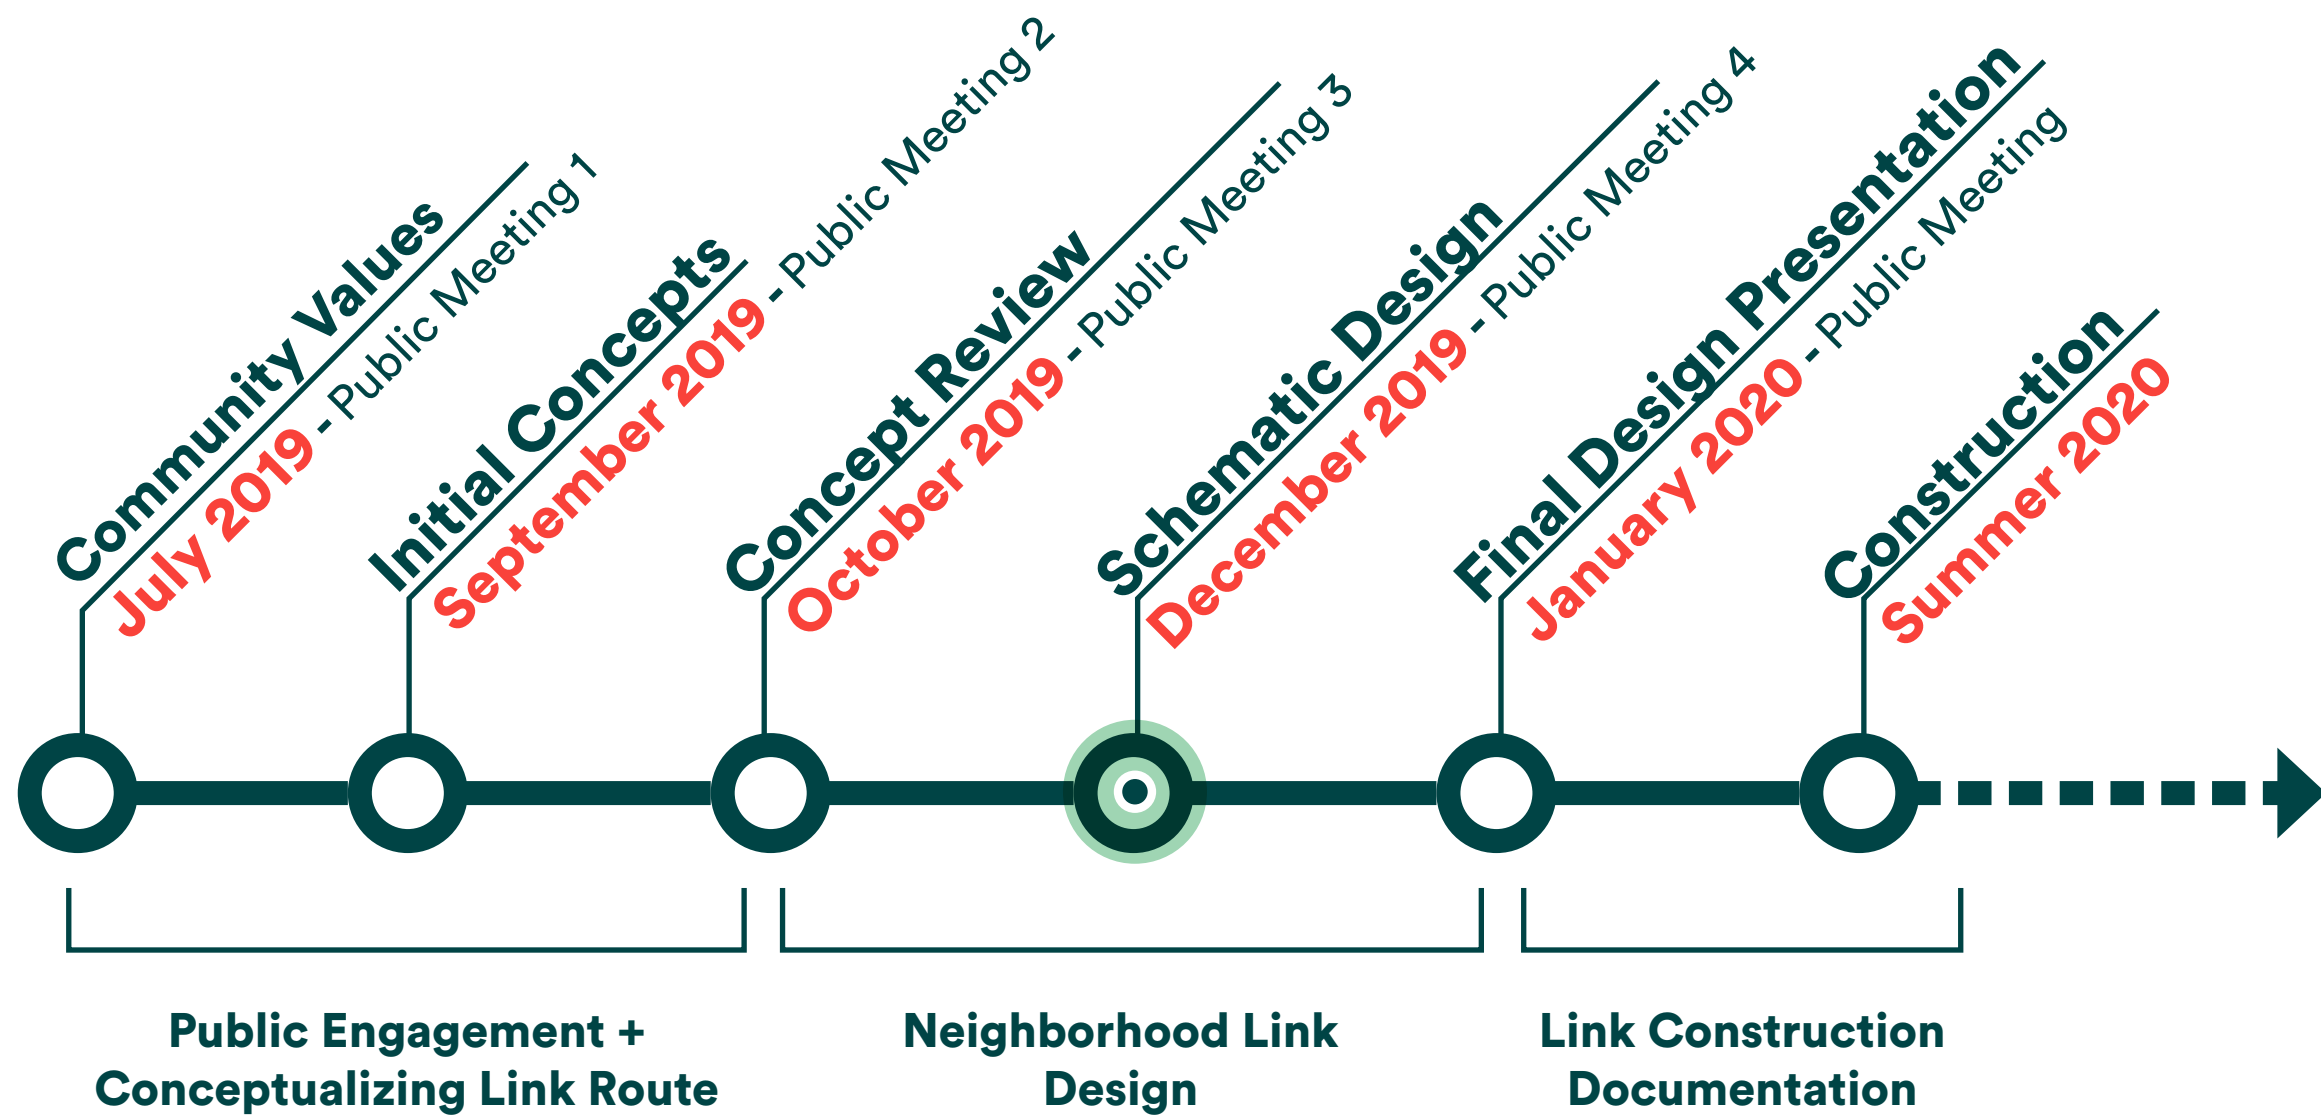 Community Values
July 2019 - Public Meeting 1
Initial Concepts
September 2019 - Public Meeting 2
Concept Review
October 2019 - Public Meeting 3
Schematic Design
December 2019 - Public Meeting 4
Final Design Presentation
January 2020 - Public Meeting
Construction
Summer 2020
Public Engagement +
Conceptualizing Link Route
Neighborhood Link
Design
Link Construction
Documentation